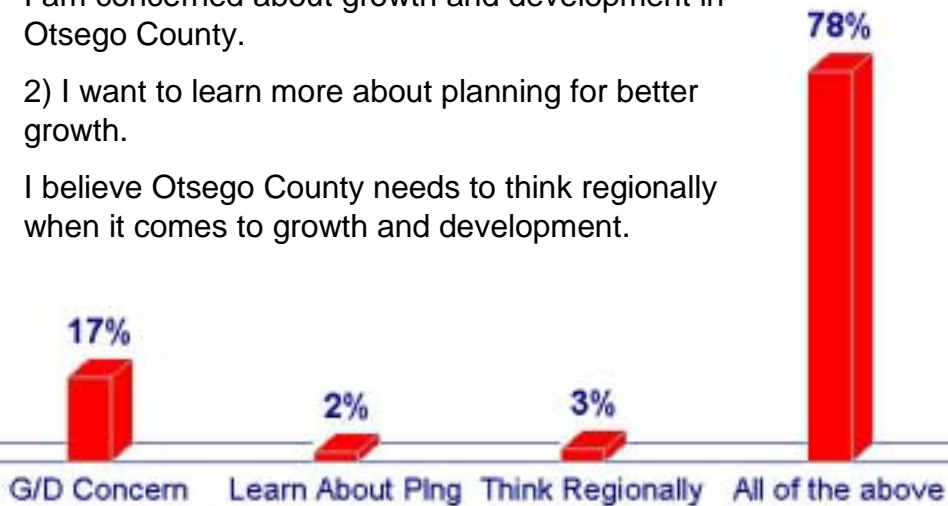 I am concerned about growth and development in
Otsego County.
2) I want to learn more about planning for better
growth.
I believe Otsego County needs to think regionally
when it comes to growth and development.
78%
17%
2%
3%
G/D Concern
Learn About Plng
Think Regionally
All of the above